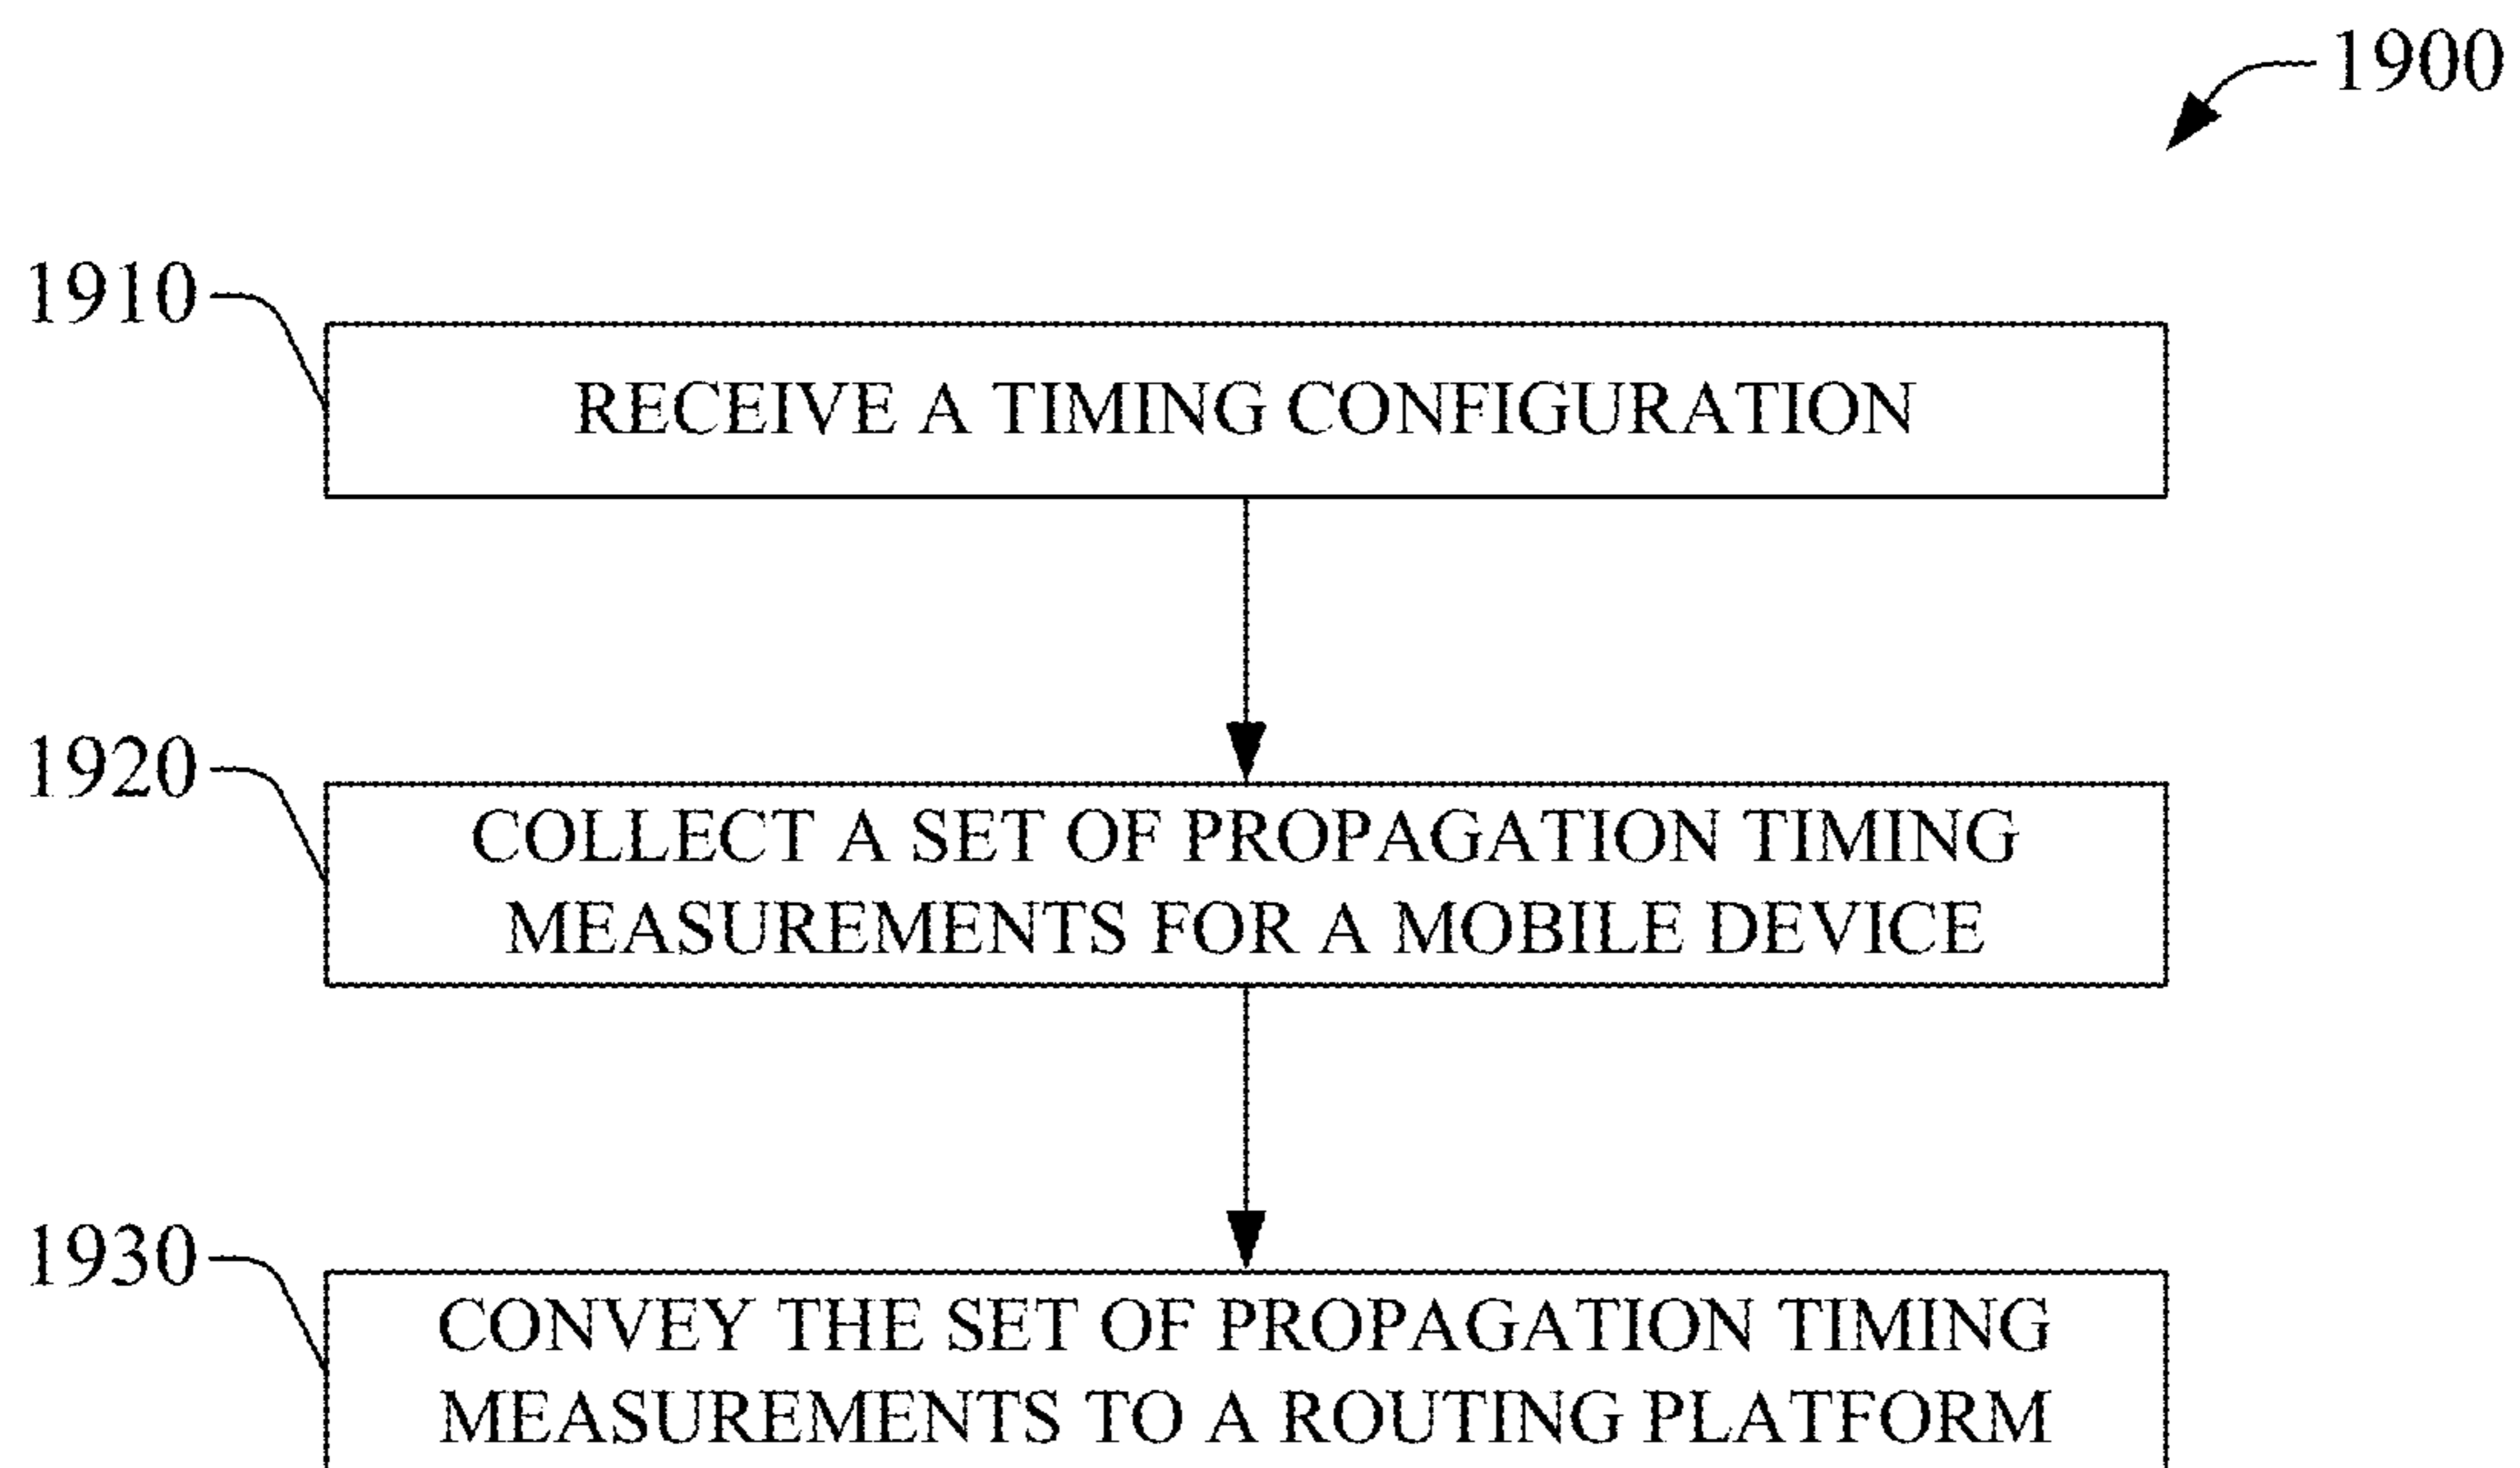 1900
1910
RECEIVE A TIMING CONFIGURATION
1920
COLLECT A SET OF PROPAGATION TIMING
MEASUREMENTS FOR A MOBILE DEVICE
1930
CONVEY THE SET OF PROPAGATION TIMING
MEASUREMENTS TO A ROUTING PLATFORM